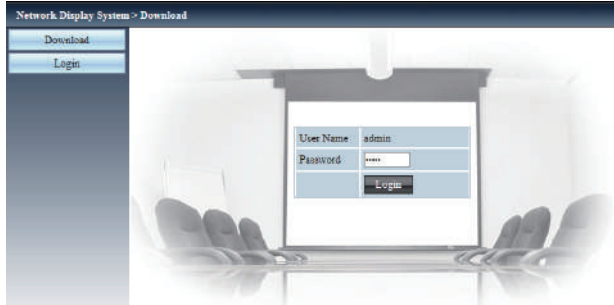 Network Display System > Download
Download
Login
User Name admin
Password •••••
Login